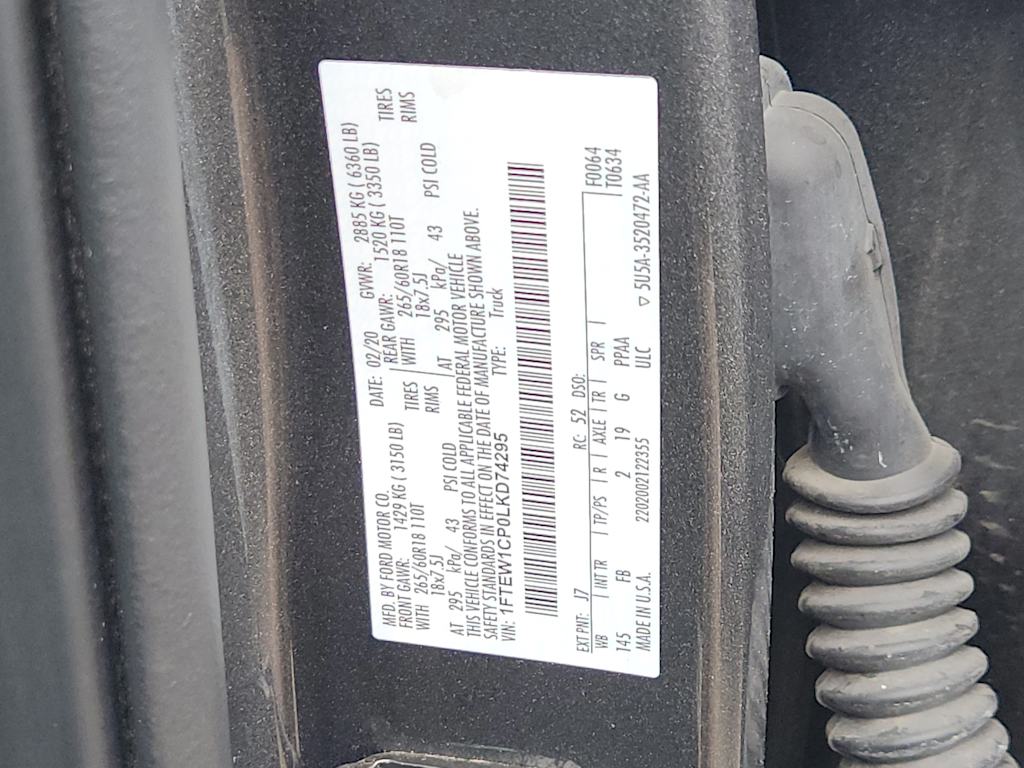 MFD. BY FORD MOTOR CO.
DATE: 02/20 GVWR: 2885 KG ( 6360 LB)
FRONT GAWR: 1429 KG (3150 LB) REAR GAWR: 1520 KG ( 3350 LB)
WITH 265/60R18 110T TIRES WITH 265/60R18 110T TIRES
18x7.5J RIMS 18x7.5J RIMS
AT 295 kPa/ 43 PSI COLD AT 295 kPa/ 43 PSI COLD
THIS VEHICLE CONFORMS TO ALL APPLICABLE FEDERAL MOTOR VEHICLE
SAFETY STANDARDS IN EFFECT ON THE DATE OF MANUFACTURE SHOWN ABOVE.
VIN: 1FTEW1CP0LKD74295 TYPE: Truck
EXT PNT: J7 RC: 52 DSO: F0064
WB | INT TR | TP/PS | R | AXLE | TR | SPR | T0634
145 FB 2 19 G PPAA
MADE IN U.S.A. 2202002122355 ULC ▽ 5U5A-3520472-AA